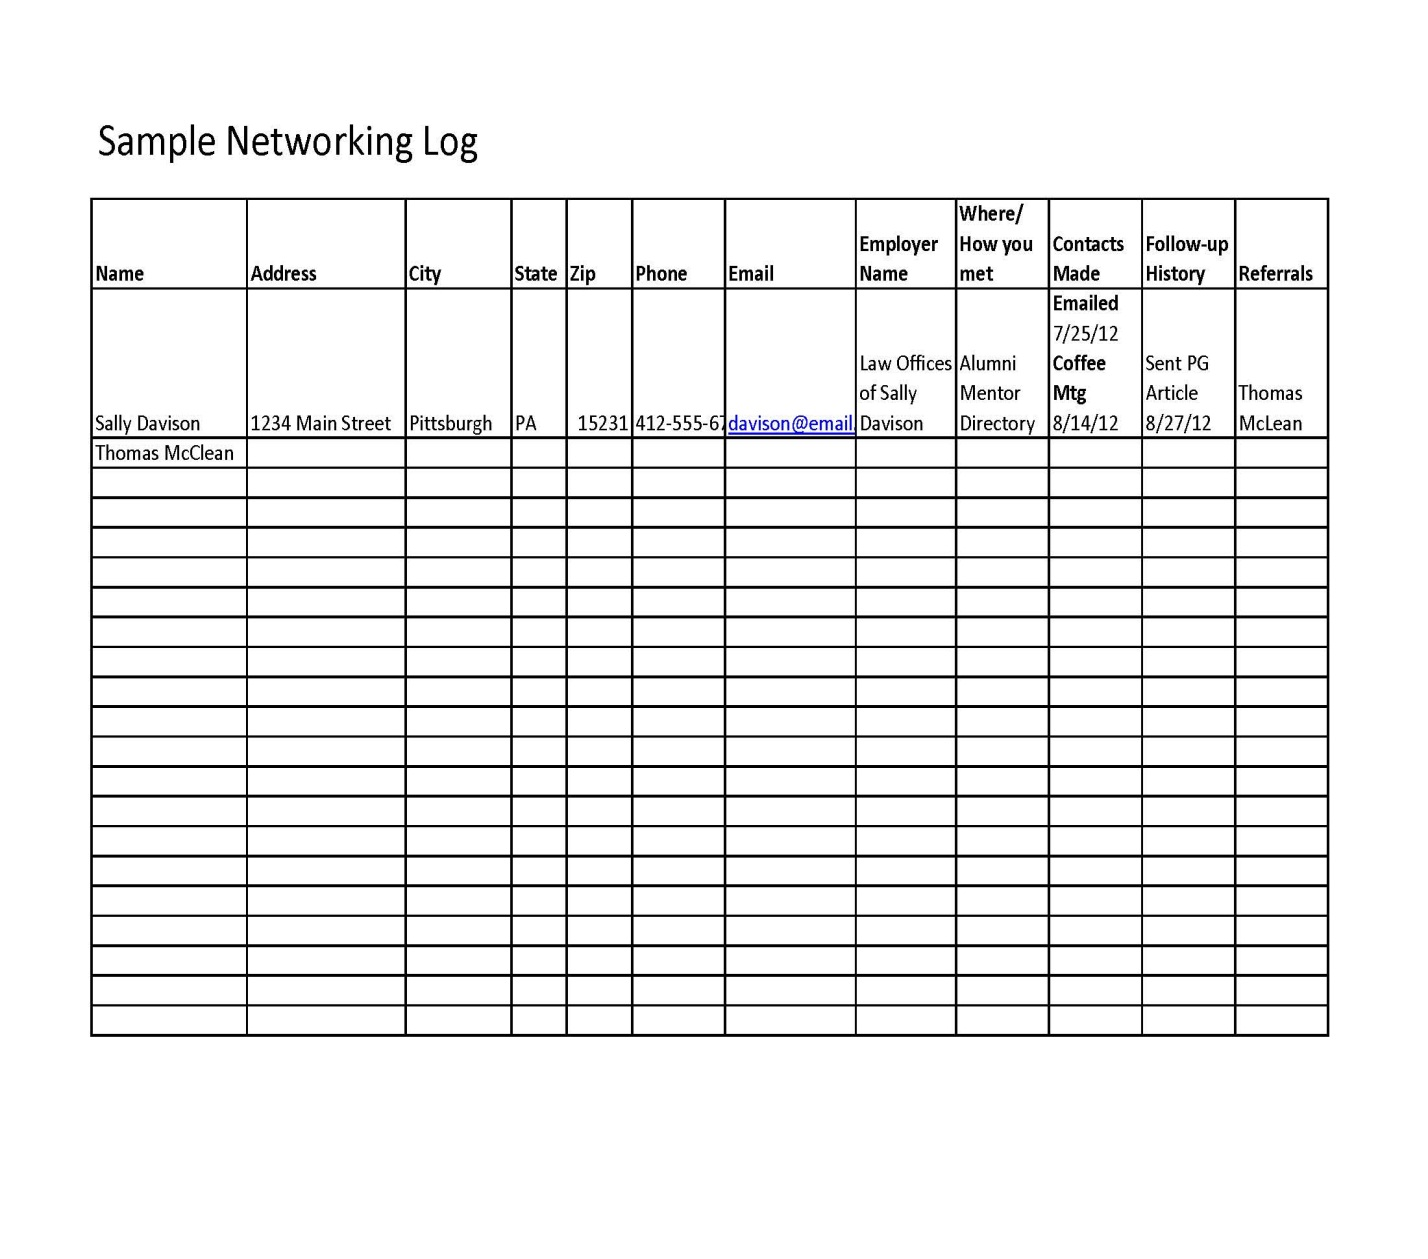 Sample Networking Log
Name Address City State Zip Phone Email Employer Name Where/ How you met Contacts Made Follow-up History Referrals
Sally Davison 1234 Main Street Pittsburgh PA 15231 412-555-67 davison@email. Law Offices of Sally Davison Alumni Mentor Directory Emailed 7/25/12 Coffee Mtg 8/14/12 Sent PG Article 8/27/12 Thomas McLean
Thomas McClean